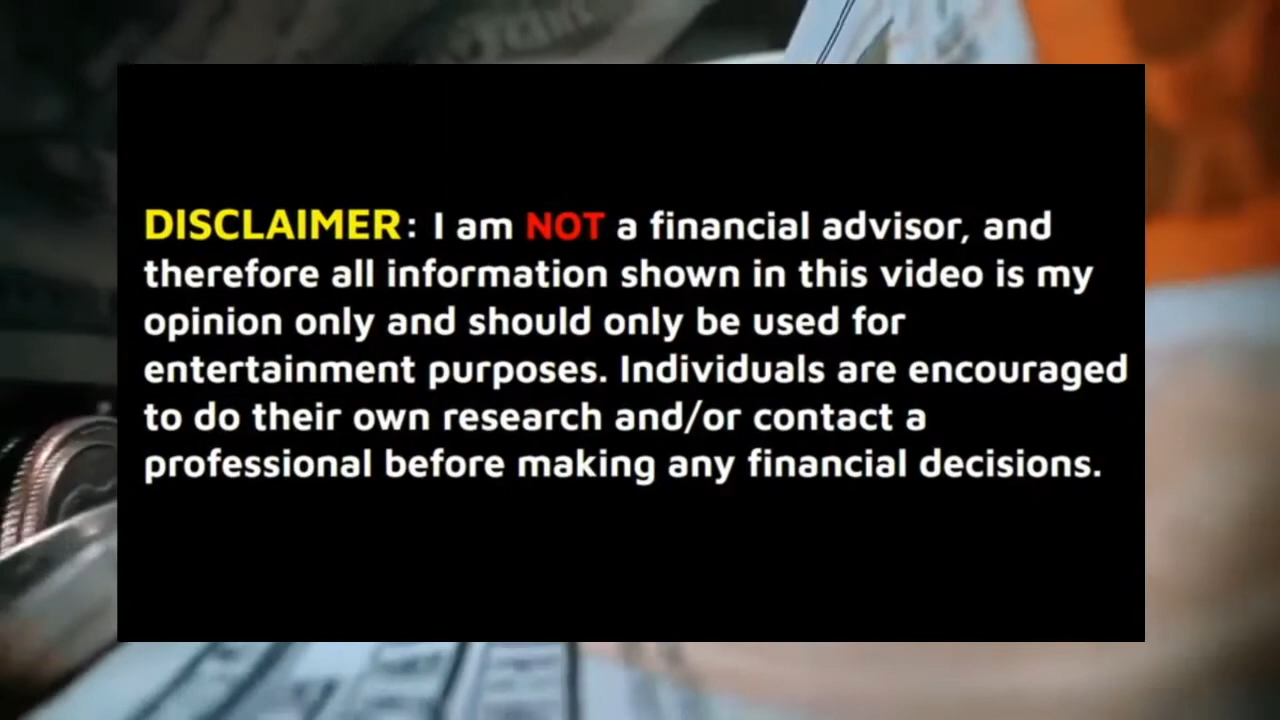 DISCLAIMER: I am NOT a financial advisor, and
therefore all information shown in this video is my
opinion only and should only be used for
entertainment purposes. Individuals are encouraged
to do their own research and/or contact a
professional before making any financial decisions.